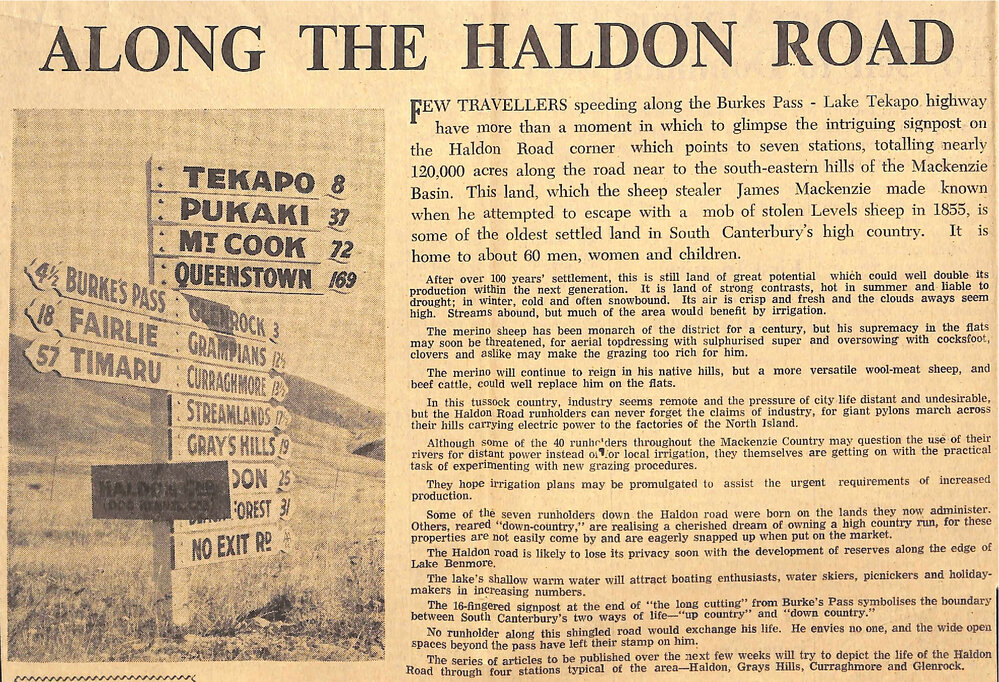 ALONG THE HALDON ROAD
TEKAPO 8
PUKAKI 37
MT COOK 72
QUEENSTOWN 169
4½ BURKE'S PASS
18 FAIRLIE
57 TIMARU
GLENROCK 3
GRAMPIANS
CURRAGHMORE
STREAMLANDS
GRAY'S HILLS 19
HALDON
DON 25
OREST 31
NO EXIT RD
FEW TRAVELLERS speeding along the Burkes Pass - Lake Tekapo highway
have more than a moment in which to glimpse the intriguing signpost on
the Haldon Road corner which points to seven stations, totalling nearly
120,000 acres along the road near to the south-eastern hills of the Mackenzie
Basin. This land, which the sheep stealer James Mackenzie made known
when he attempted to escape with a mob of stolen Levels sheep in 1855, is
some of the oldest settled land in South Canterbury's high country. It is
home to about 60 men, women and children.
After over 100 years' settlement, this is still land of great potential which could well double its
production within the next generation. It is land of strong contrasts, hot in summer and liable to
drought; in winter, cold and often snowbound. Its air is crisp and fresh and the clouds aways seem
high. Streams abound, but much of the area would benefit by irrigation.
The merino sheep has been monarch of the district for a century, but his supremacy in the flats
may soon be threatened, for aerial topdressing with sulphurised super and oversowing with cocksfoot,
clovers and aslike may make the grazing too rich for him.
The merino will continue to reign in his native hills, but a more versatile wool-meat sheep, and
beef cattle, could well replace him on the flats.
In this tussock country, industry seems remote and the pressure of city life distant and undesirable,
but the Haldon Road runholders can never forget the claims of industry, for giant pylons march across
their hills carrying electric power to the factories of the North Island.
Although some of the 40 runholders throughout the Mackenzie Country may question the use of their
rivers for distant power instead of for local irrigation, they themselves are getting on with the practical
task of experimenting with new grazing procedures.
They hope irrigation plans may be promulgated to assist the urgent requirements of increased
production.
Some of the seven runholders down the Haldon road were born on the lands they now administer.
Others, reared "down-country," are realising a cherished dream of owning a high country run, for these
properties are not easily come by and are eagerly snapped up when put on the market.
The Haldon road is likely to lose its privacy soon with the development of reserves along the edge of
Lake Benmore.
The lake's shallow warm water will attract boating enthusiasts, water skiers, picnickers and holiday-
makers in increasing numbers.
The 16-fingered signpost at the end of "the long cutting" from Burke's Pass symbolises the boundary
between South Canterbury's two ways of life—"up country" and "down country."
No runholder along this shingled road would exchange his life. He envies no one, and the wide open
spaces beyond the pass have left their stamp on him.
The series of articles to be published over the next few weeks will try to depict the life of the Haldon
Road through four stations typical of the area—Haldon, Grays Hills, Curraghmore and Glenrock.